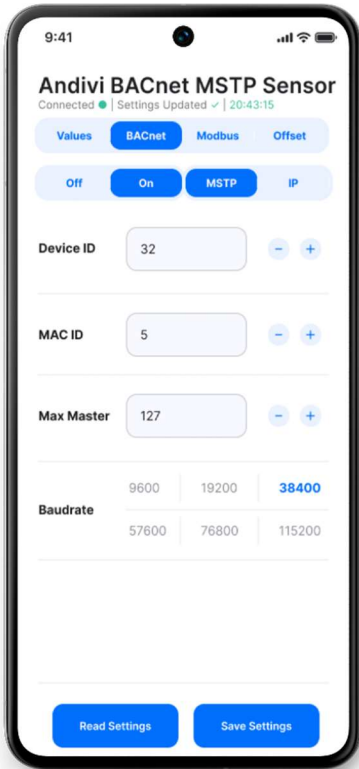 9:41
Andivi BACnet MSTP Sensor
Connected ● | Settings Updated ✓ | 20:43:15
Values BACnet Modbus Offset
Off On MSTP IP
Device ID 32 − +
MAC ID 5 − +
Max Master 127 − +
9600 19200 38400
Baudrate
57600 76800 115200
Read Settings Save Settings